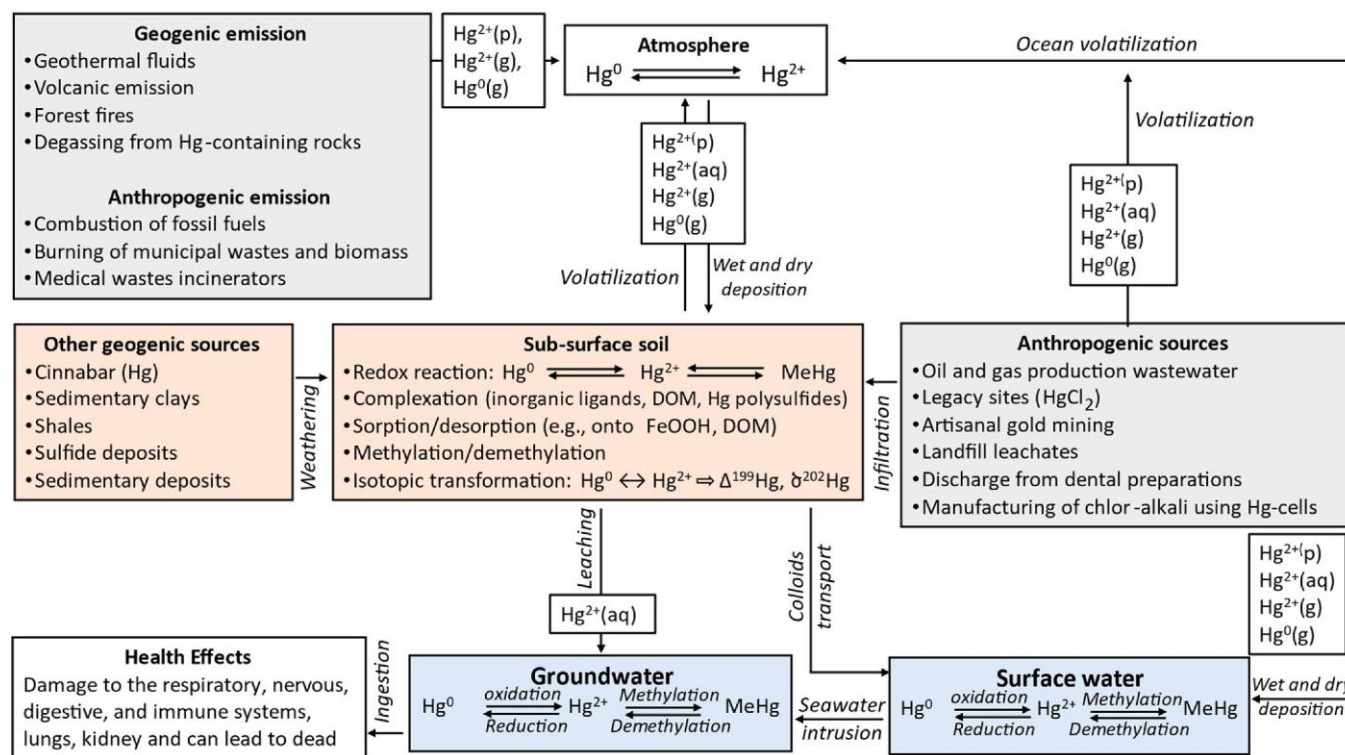 Geogenic emission
•Geothermal fluids
•Volcanic emission
•Forest fires
•Degassing from Hg-containing rocks
Anthropogenic emission
•Combustion of fossil fuels
•Burning of municipal wastes and biomass
•Medical wastes incinerators
Hg²⁺(p),
Hg²⁺(g),
Hg⁰(g)
Atmosphere
Hg⁰ Hg²⁺
Ocean volatilization
Volatilization
Hg²⁺⁽p)
Hg²⁺(aq)
Hg²⁺(g)
Hg⁰(g)
Volatilization
Wet and dry
deposition
Hg²⁺⁽p)
Hg²⁺(aq)
Hg²⁺(g)
Hg⁰(g)
Other geogenic sources
•Cinnabar (Hg)
•Sedimentary clays
•Shales
•Sulfide deposits
•Sedimentary deposits
Weathering
Sub-surface soil
•Redox reaction: Hg⁰ Hg²⁺ MeHg
•Complexation (inorganic ligands, DOM, Hg polysulfides)
•Sorption/desorption (e.g., onto FeOOH, DOM)
•Methylation/demethylation
•Isotopic transformation: Hg⁰ ↔ Hg²⁺ ⇨ Δ¹⁹⁹Hg, ծ²⁰²Hg
Infiltration
Anthropogenic sources
•Oil and gas production wastewater
•Legacy sites (HgCl₂)
•Artisanal gold mining
•Landfill leachates
•Discharge from dental preparations
•Manufacturing of chlor-alkali using Hg-cells
Leaching
Hg²⁺(aq)
Colloids
transport
Hg²⁺⁽p)
Hg²⁺(aq)
Hg²⁺(g)
Hg⁰(g)
Health Effects
Damage to the respiratory, nervous,
digestive, and immune systems,
lungs, kidney and can lead to dead
Ingestion
Groundwater
Hg⁰ oxidation Hg²⁺ Methylation MeHg
Reduction Demethylation
Seawater
intrusion
Surface water
Hg⁰ oxidation Hg²⁺ Methylation MeHg
Reduction Demethylation
Wet and dry
deposition